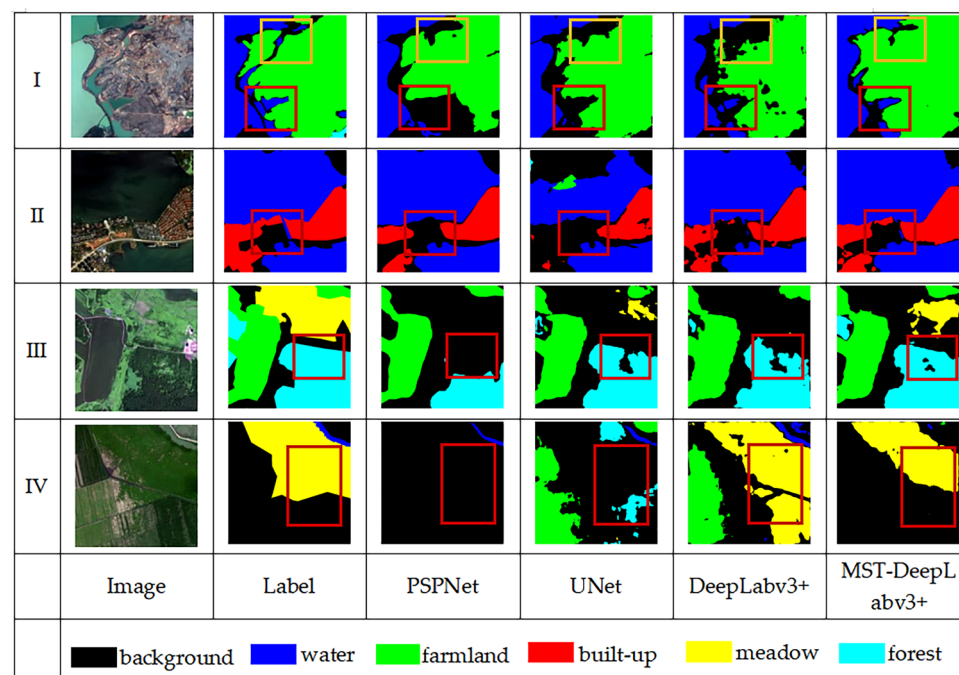 I
II
III
IV
Image Label PSPNet UNet DeepLabv3+ MST-DeepL
abv3+
background water farmland built-up meadow forest